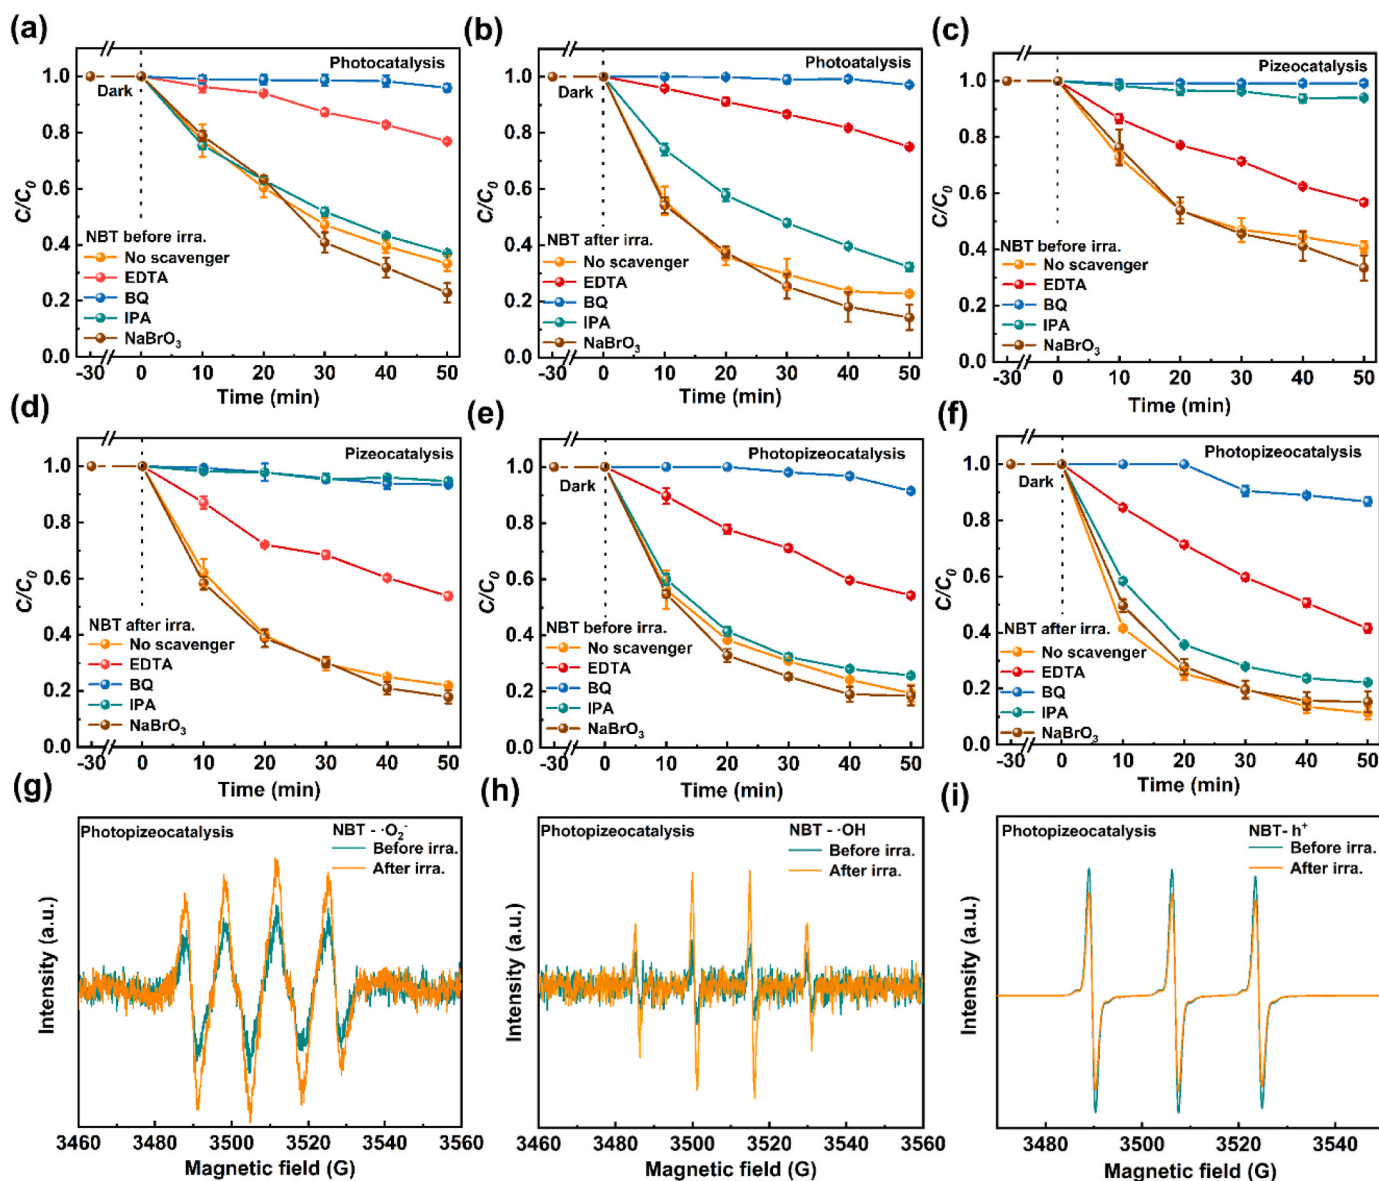 (a)
Photocatalysis
Dark
C/C0
1.0
0.8
0.6
0.4
0.2
0.0
NBT before irra.
No scavenger
EDTA
BQ
IPA
NaBrO3
-30 0 10 20 30 40 50
Time (min)
(b)
Photoatalysis
Dark
C/C0
1.0
0.8
0.6
0.4
0.2
0.0
NBT after irra.
No scavenger
EDTA
BQ
IPA
NaBrO3
-30 0 10 20 30 40 50
Time (min)
(c)
Pizeocatalysis
C/C0
1.0
0.8
0.6
0.4
0.2
0.0
NBT before irra.
No scavenger
EDTA
BQ
IPA
NaBrO3
-30 0 10 20 30 40 50
Time (min)
(d)
Pizeocatalysis
C/C0
1.0
0.8
0.6
0.4
0.2
0.0
NBT after irra.
No scavenger
EDTA
BQ
IPA
NaBrO3
-30 0 10 20 30 40 50
Time (min)
(e)
Photopizeocatalysis
Dark
C/C0
1.0
0.8
0.6
0.4
0.2
0.0
NBT before irra.
No scavenger
EDTA
BQ
IPA
NaBrO3
-30 0 10 20 30 40 50
Time (min)
(f)
Photopizeocatalysis
Dark
C/C0
1.0
0.8
0.6
0.4
0.2
0.0
NBT after irra.
No scavenger
EDTA
BQ
IPA
NaBrO3
-30 0 10 20 30 40 50
Time (min)
(g)
Photopizeocatalysis
NBT - ·O2-
Before irra.
After irra.
Intensity (a.u.)
3460 3480 3500 3520 3540 3560
Magnetic field (G)
(h)
Photopizeocatalysis
NBT - ·OH
Before irra.
After irra.
Intensity (a.u.)
3460 3480 3500 3520 3540 3560
Magnetic field (G)
(i)
Photopizeocatalysis
NBT- h+
Before irra.
After irra.
Intensity (a.u.)
3480 3500 3520 3540
Magnetic field (G)